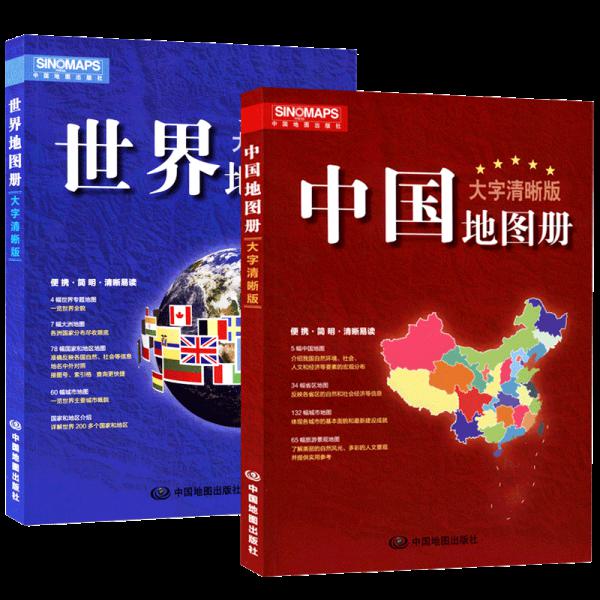 SINOMAPS
PRESS
中国地图出版社
世界地图册
大字清晰版
世界
便携·简明·清晰易读
4幅世界专题地图
一览世界全貌
7幅大洲地图
各洲国家分布尽收眼底
78幅国家和地区地图
准确反映各国自然、社会等信息
地名中外对照
接图号、索引格 查询更快捷
60幅城市地图
一览世界主要城市概貌
国家和地区介绍
详解世界200多个国家和地区
中国地图出版社
中国地图出版社
SINOMAPS
PRESS
中国地图出版社
中国地图册
大字清晰版
大字清晰版
中国
地图册
便携·简明·清晰易读
5幅中国地图
介绍我国自然环境、社会、
人文和经济等要素的宏观分布
34幅省区地图
反映各省区的自然和社会经济等信息
132幅城市地图
体现各城市的基本面貌和最新建设成就
65幅旅游景观地图
了解美丽的自然风光、多彩的人文景观
并提供实用参考
中国地图出版社
中国地图出版社